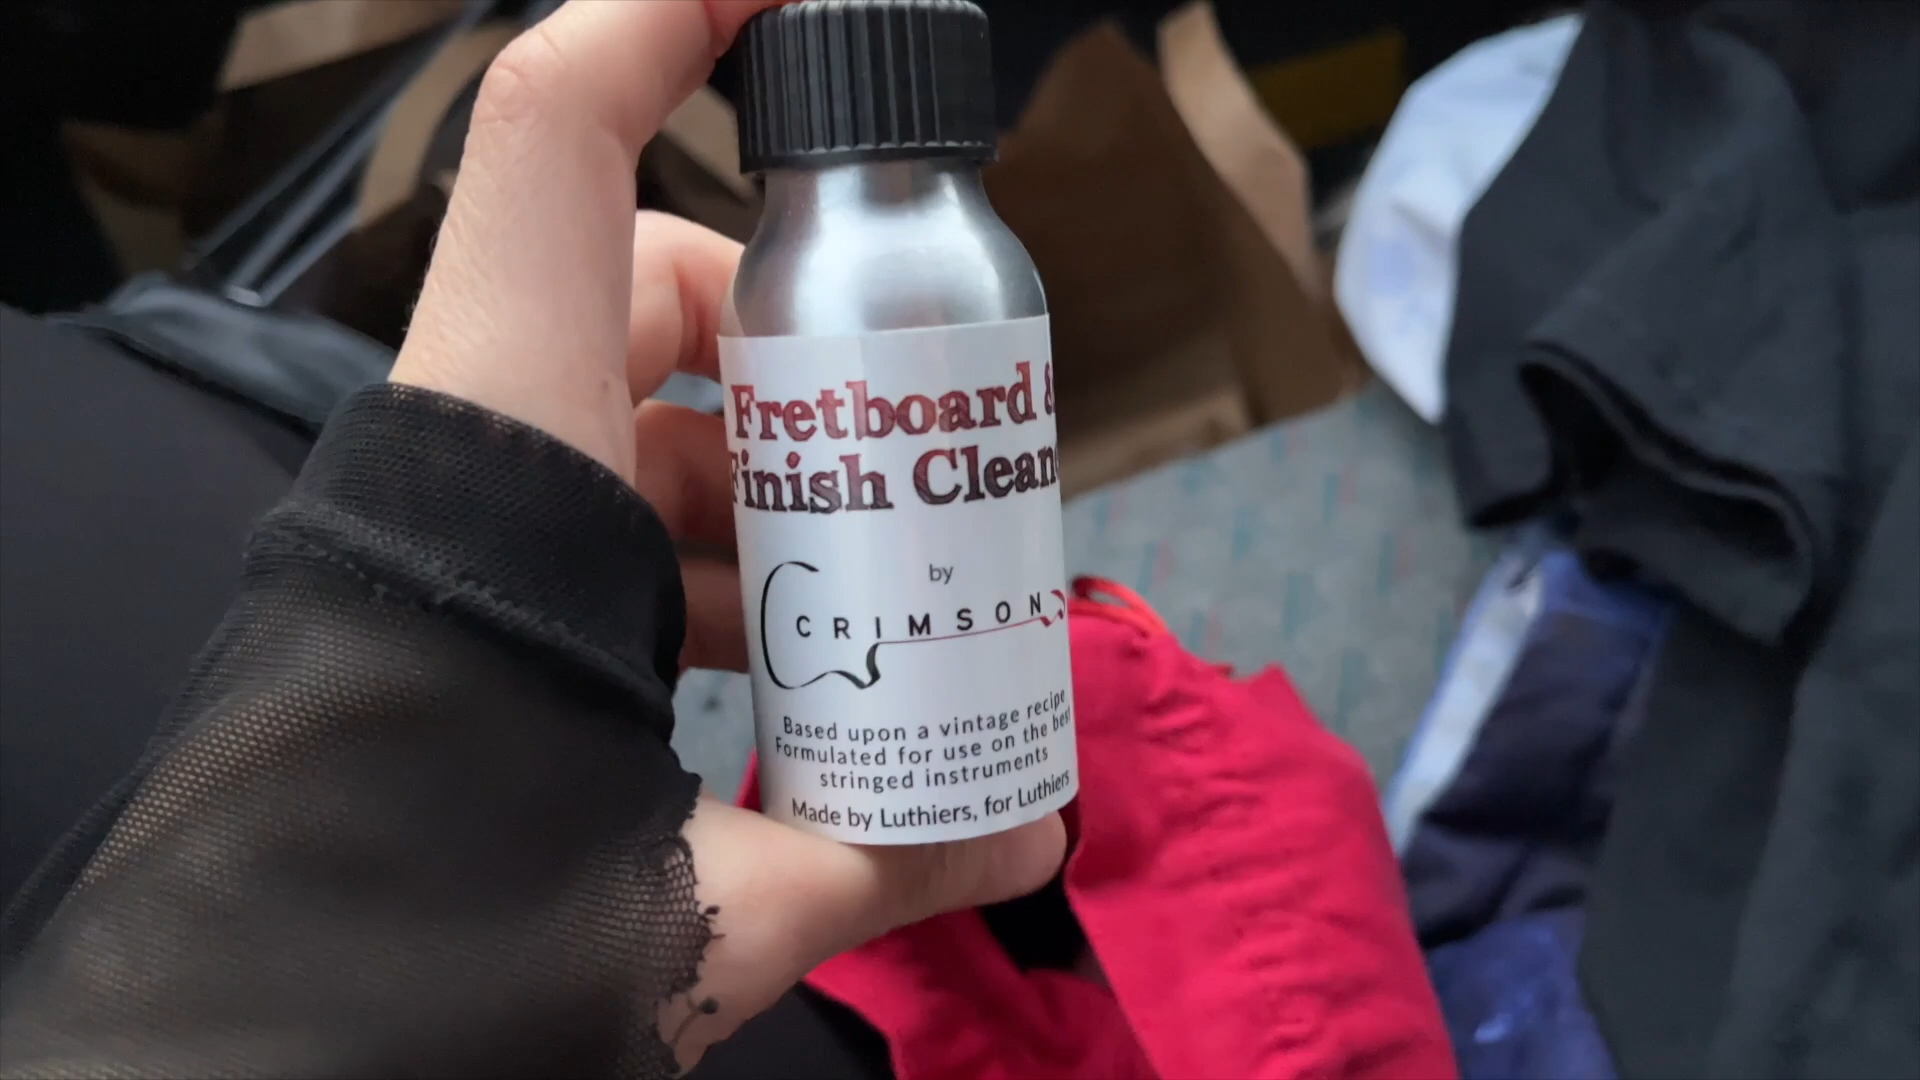 Fretboard &
Finish Clean
by
CRIMSON
Based upon a vintage recipe
Formulated for use on the best
stringed instruments
Made by Luthiers, for Luthiers